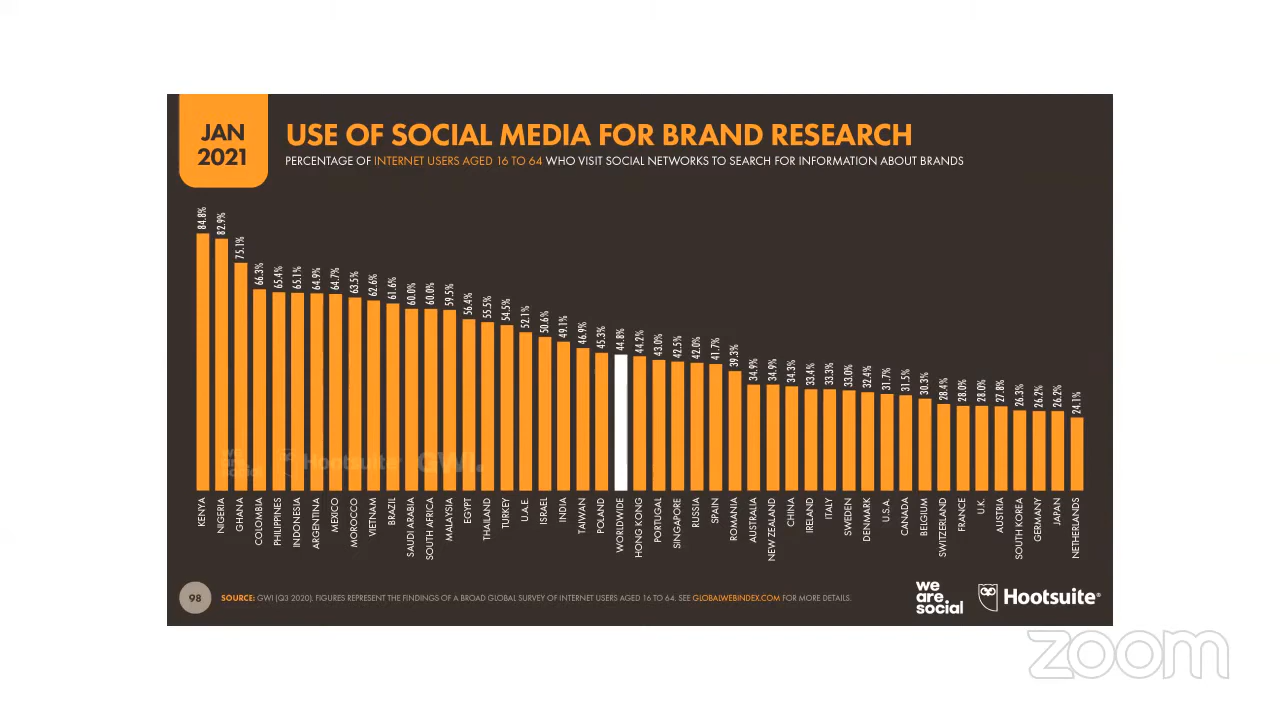 JAN
2021
USE OF SOCIAL MEDIA FOR BRAND RESEARCH
PERCENTAGE OF INTERNET USERS AGED 16 TO 64 WHO VISIT SOCIAL NETWORKS TO SEARCH FOR INFORMATION ABOUT BRANDS
84.8%
82.9%
75.1%
66.3%
65.4%
65.1%
64.9%
64.7%
63.5%
62.6%
61.6%
60.0%
60.0%
59.5%
56.4%
55.5%
54.5%
52.1%
50.6%
49.1%
46.9%
45.3%
44.8%
44.2%
43.0%
42.5%
42.0%
41.7%
39.3%
34.9%
34.9%
34.3%
33.4%
33.3%
33.0%
32.4%
31.7%
31.5%
30.3%
28.4%
28.0%
28.0%
27.8%
26.3%
26.2%
26.2%
24.1%
we
are
social
Hootsuite
GWI.
KENYA
NIGERIA
GHANA
COLOMBIA
PHILIPPINES
INDONESIA
ARGENTINA
MEXICO
MOROCCO
VIETNAM
BRAZIL
SAUDI ARABIA
SOUTH AFRICA
MALAYSIA
EGYPT
THAILAND
TURKEY
U.A.E.
ISRAEL
INDIA
TAIWAN
POLAND
WORLDWIDE
HONG KONG
PORTUGAL
SINGAPORE
RUSSIA
SPAIN
ROMANIA
AUSTRALIA
NEW ZEALAND
CHINA
IRELAND
ITALY
SWEDEN
DENMARK
U.S.A.
CANADA
BELGIUM
SWITZERLAND
FRANCE
U.K.
AUSTRIA
SOUTH KOREA
GERMANY
JAPAN
NETHERLANDS
98
SOURCE: GWI (Q3 2020). FIGURES REPRESENT THE FINDINGS OF A BROAD GLOBAL SURVEY OF INTERNET USERS AGED 16 TO 64. SEE GLOBALWEBINDEX.COM FOR MORE DETAILS.
we
are
social
Hootsuite®
zoom